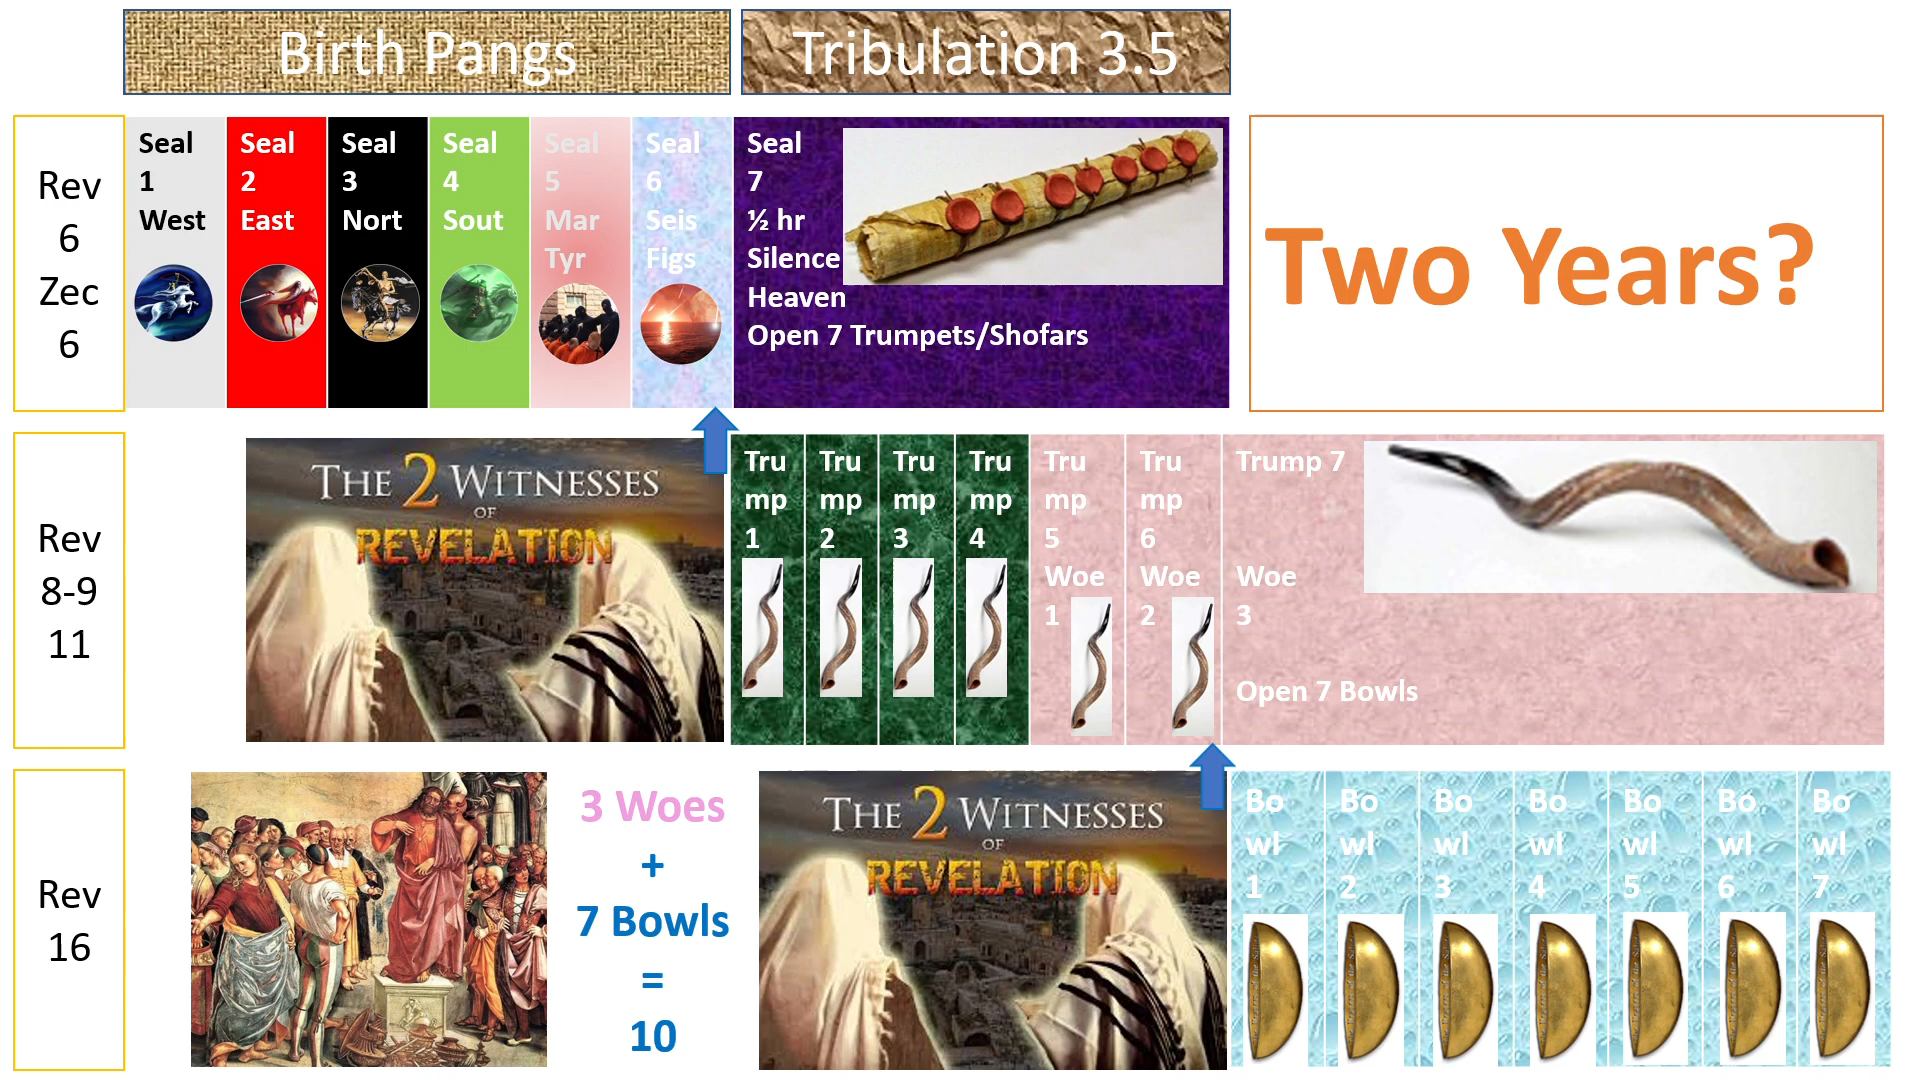 Birth Pangs
Tribulation 3.5
Rev
6
Zec
6
Seal
1
West
Seal
2
East
Seal
3
Nort
Seal
4
Sout
Seal
5
Mar
Tyr
Seal
6
Seis
Figs
Seal
7
½ hr
Silence
Heaven
Open 7 Trumpets/Shofars
Two Years?
Rev
8-9
11
THE 2 WITNESSES
OF
REVELATION
Tru
mp
1
Tru
mp
2
Tru
mp
3
Tru
mp
4
Tru
mp
5
Woe
1
Tru
mp
6
Woe
2
Trump 7
Woe
3
Open 7 Bowls
Rev
16
3 Woes
+
7 Bowls
=
10
THE 2 WITNESSES
OF
REVELATION
Bo
wl
1
Bo
wl
2
Bo
wl
3
Bo
wl
4
Bo
wl
5
Bo
wl
6
Bo
wl
7